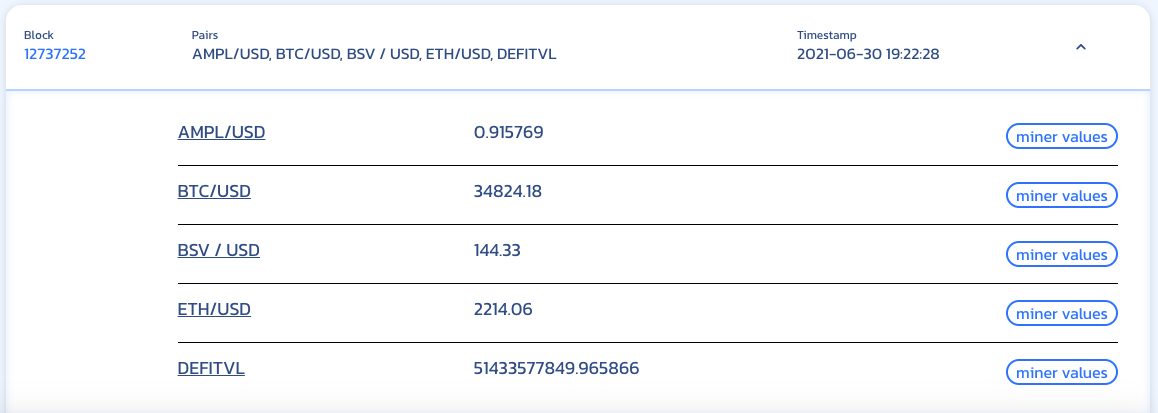 Block Pairs Timestamp
12737252 AMPL/USD, BTC/USD, BSV / USD, ETH/USD, DEFITVL 2021-06-30 19:22:28
AMPL/USD 0.915769 miner values
BTC/USD 34824.18 miner values
BSV / USD 144.33 miner values
ETH/USD 2214.06 miner values
DEFITVL 51433577849.965866 miner values